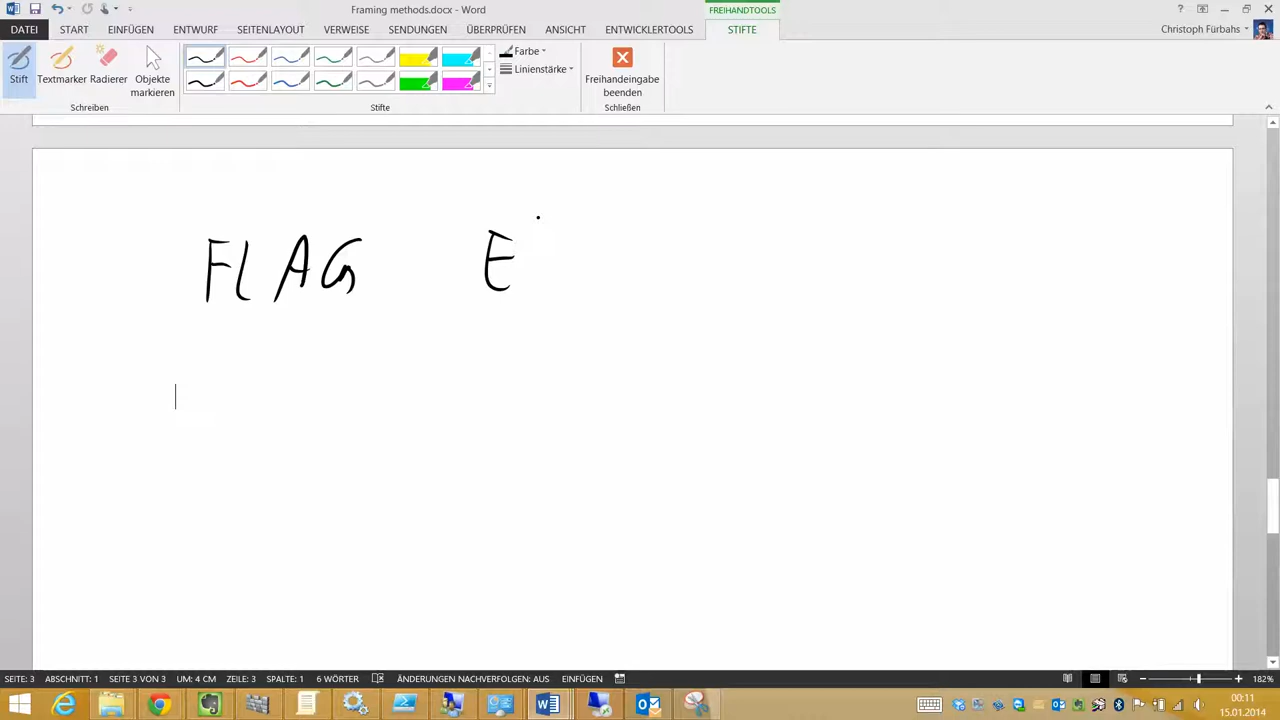 Framing methods.docx - Word
FREIHANDTOOLS
DATEI START EINFÜGEN ENTWURF SEITENLAYOUT VERWEISE SENDUNGEN ÜBERPRÜFEN ANSICHT ENTWICKLERTOOLS STIFTE
Christoph Fürbahs
Stift Textmarker Radierer Objekte markieren
Farbe
Linienstärke
Freihandeingabe beenden
Schreiben Stifte Schließen
FLAG E
SEITE: 3 ABSCHNITT: 1 SEITE 3 VON 3 UM: 4 CM ZEILE: 3 SPALTE: 1 6 WÖRTER ÄNDERUNGEN NACHVERFOLGEN: AUS EINFÜGEN 182%
00:11
15.01.2014